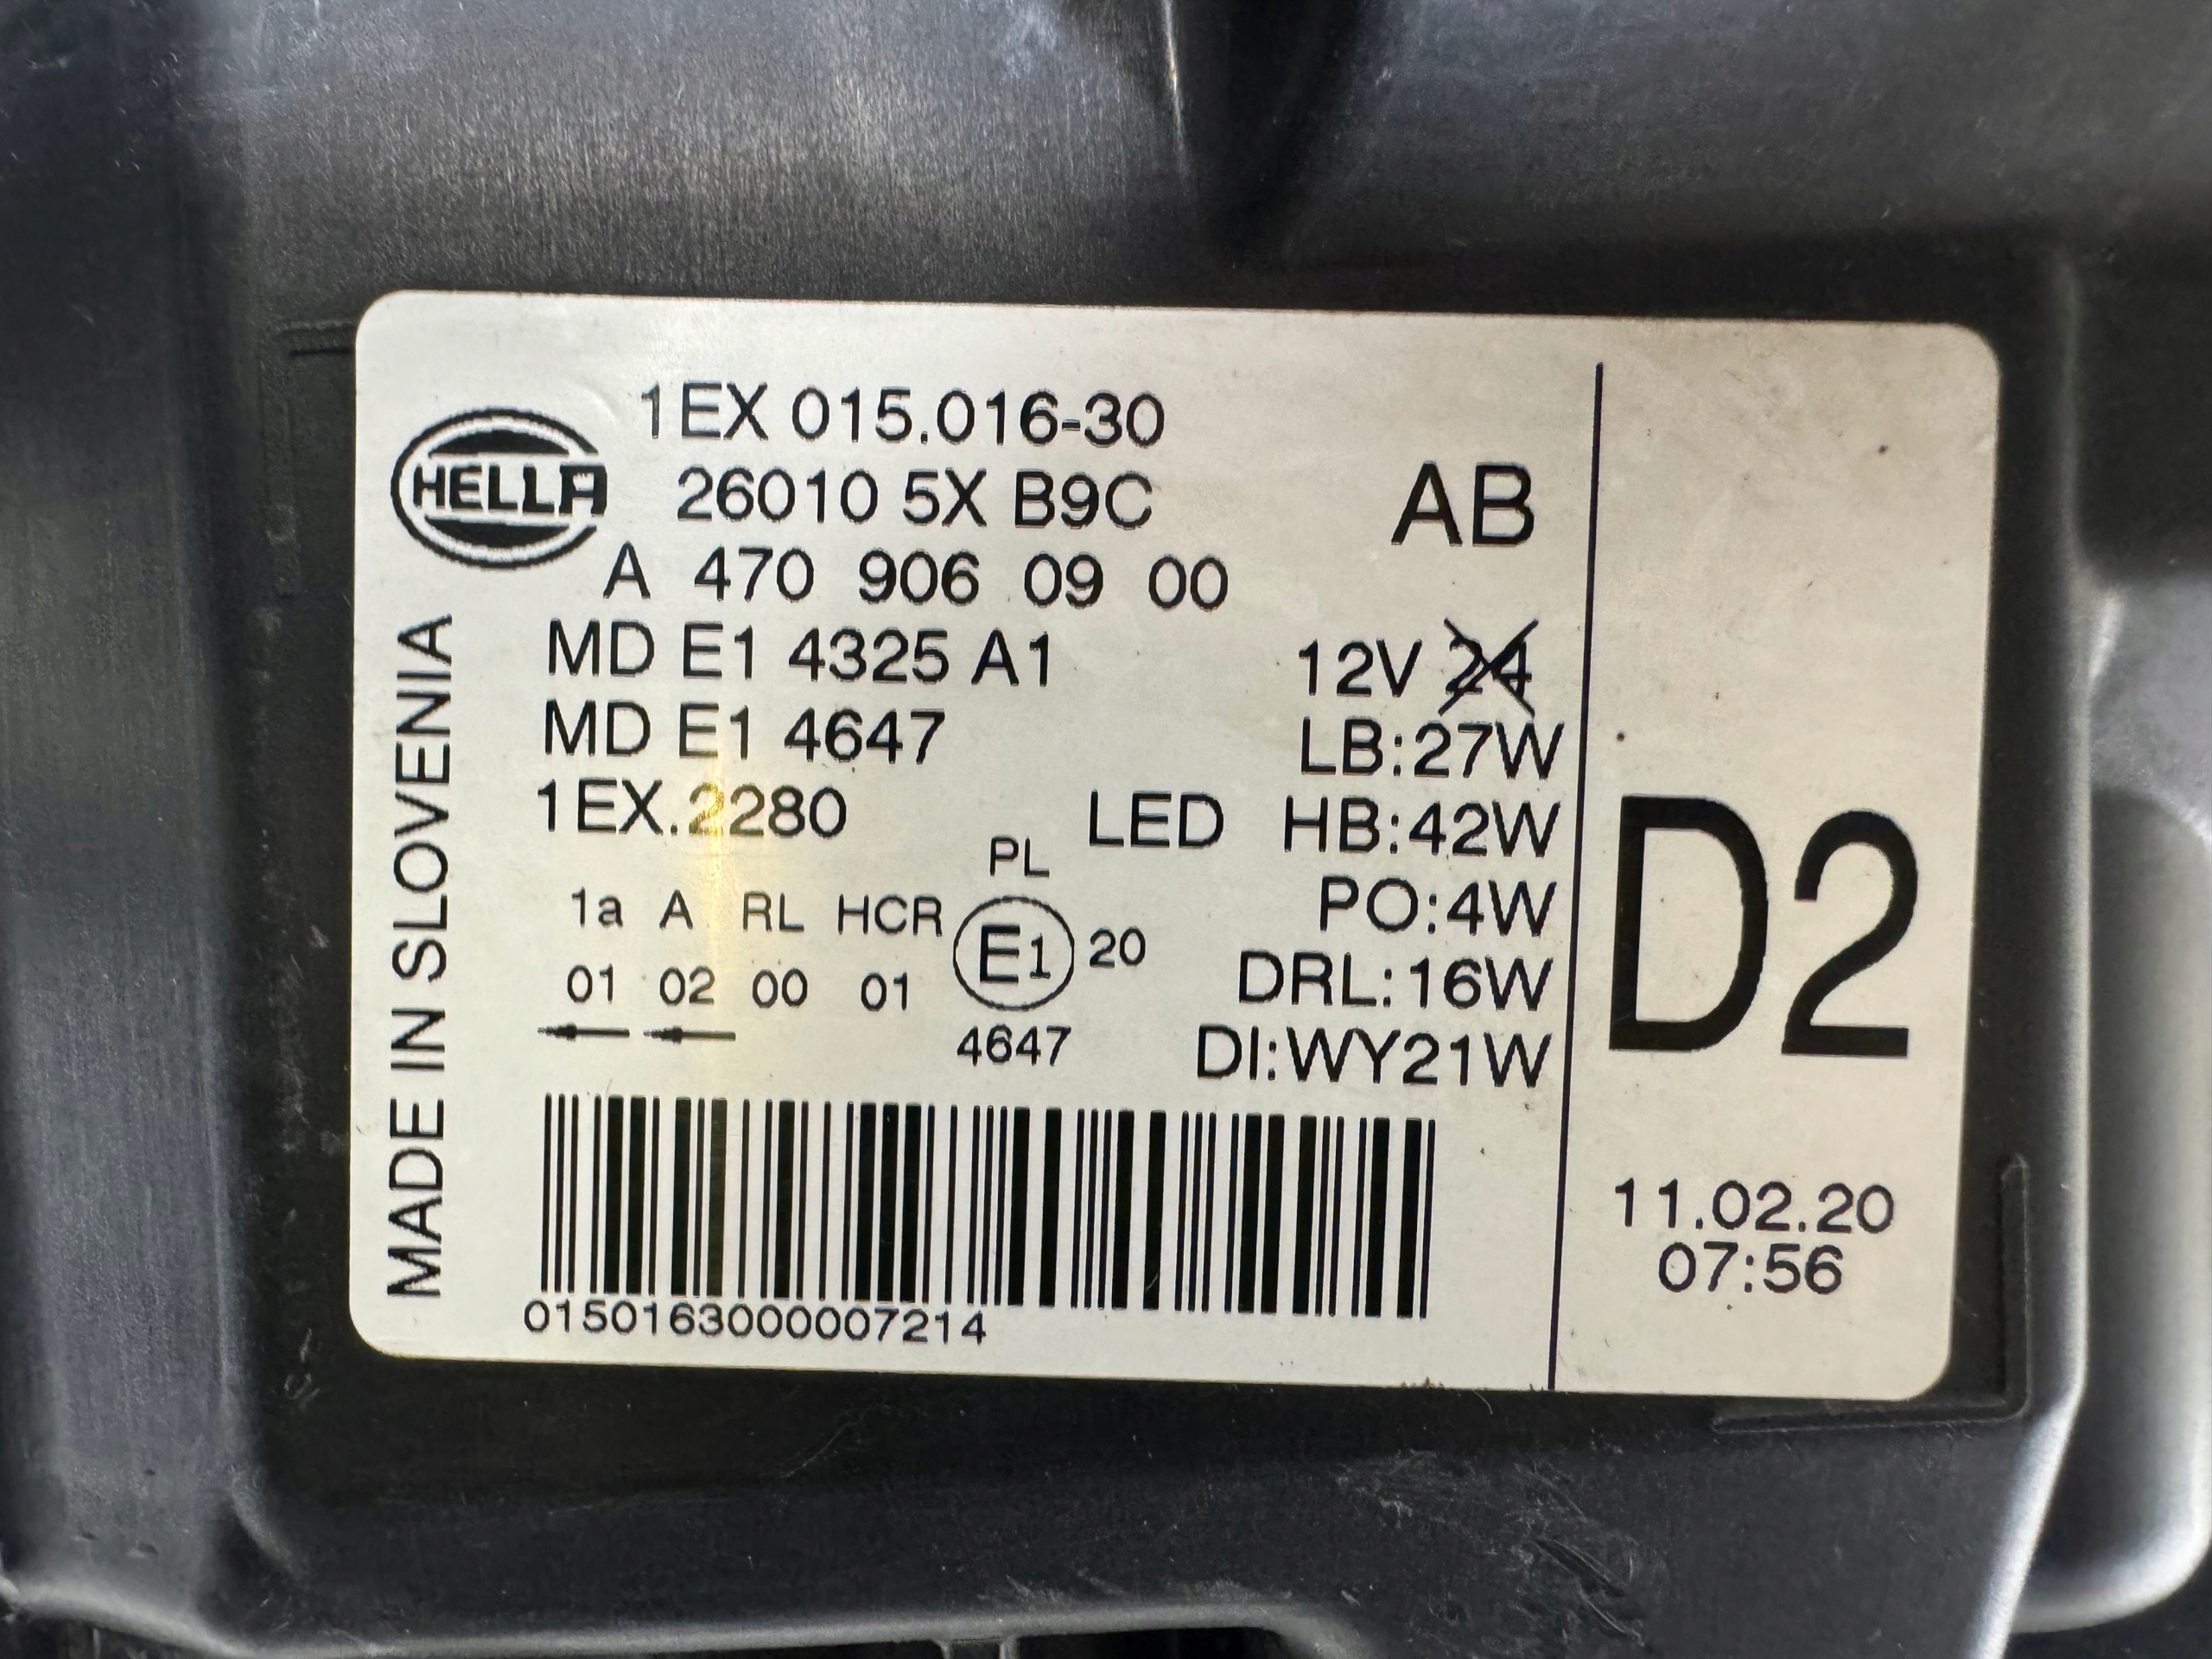 1EX 015.016-30
HELLA
26010 5X B9C
AB
A 470 906 09 00
MD E1 4325 A1
12V 24
MD E1 4647
LB:27W
1EX.2280
LED HB:42W
PL
1a A RL HCR
E1 20
PO:4W
01 02 00 01
DRL:16W
4647
DI:WY21W
MADE IN SLOVENIA
0150163000007214
D2
11.02.20
07:56